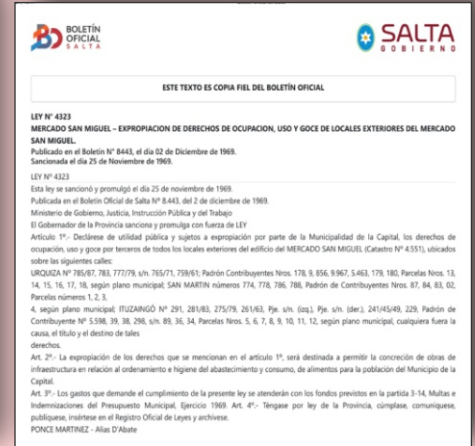 BOLETÍN
OFICIAL
SALTA
SALTA
GOBIERNO
ESTE TEXTO ES COPIA FIEL DEL BOLETÍN OFICIAL
LEY N° 4323
MERCADO SAN MIGUEL – EXPROPIACION DE DERECHOS DE OCUPACION, USO Y GOCE DE LOCALES EXTERIORES DEL MERCADO
SAN MIGUEL.
Publicado en el Boletín N° 8443, el día 02 de Diciembre de 1969.
Sancionada el día 25 de Noviembre de 1969.
LEY Nº 4323
Esta ley se sancionó y promulgó el día 25 de noviembre de 1969.
Publicada en el Boletín Oficial de Salta Nº 8.443, del 2 de diciembre de 1969.
Ministerio de Gobierno, Justicia, Instrucción Pública y del Trabajo
El Gobernador de la Provincia sanciona y promulga con fuerza de LEY
Artículo 1º.- Declárese de utilidad pública y sujetos a expropiación por parte de la Municipalidad de la Capital, los derechos de
ocupación, uso y goce por terceros de todos los locales exteriores del edificio del MERCADO SAN MIGUEL (Catastro Nº 4.551), ubicados
sobre las siguientes calles:
URQUIZA Nº 785/87, 783, 777/79, s/n. 765/71, 759/61; Padrón Contribuyentes Nros. 178, 9, 856, 9.967, 5.463, 179, 180, Parcelas Nros. 13,
14, 15, 16, 17, 18, según plano municipal; SAN MARTIN números 774, 778, 786, 788, Padrón de Contribuyentes Nros. 87, 84, 83, 02,
Parcelas números 1, 2, 3,
4, según plano municipal; ITUZAINGÓ Nº 291, 281/83, 275/79, 261/63, Pje. s/n. (izq.), Pje. s/n. (der.), 241/45/49, 229, Padrón de
Contribuyente Nº 5.598, 39, 38, 298, s/n. 89, 36, 34, Parcelas Nros. 5, 6, 7, 8, 9, 10, 11, 12, según plano municipal, cualquiera fuera la
causa, el título y el destino de tales
derechos.
Art. 2º.- La expropiación de los derechos que se mencionan en el artículo 1º, será destinada a permitir la concreción de obras de
infraestructura en relación al ordenamiento e higiene del abastecimiento y consumo, de alimentos para la población del Municipio de la
Capital.
Art. 3º.- Los gastos que demande el cumplimiento de la presente ley se atenderán con los fondos previstos en la partida 3-14, Multas e
Indemnizaciones del Presupuesto Municipal, Ejercicio 1969. Art. 4º.- Téngase por ley de la Provincia, cúmplase, comuníquese,
publíquese, insértese en el Registro Oficial de Leyes y archívese.
PONCE MARTINEZ - Alias D'Abate